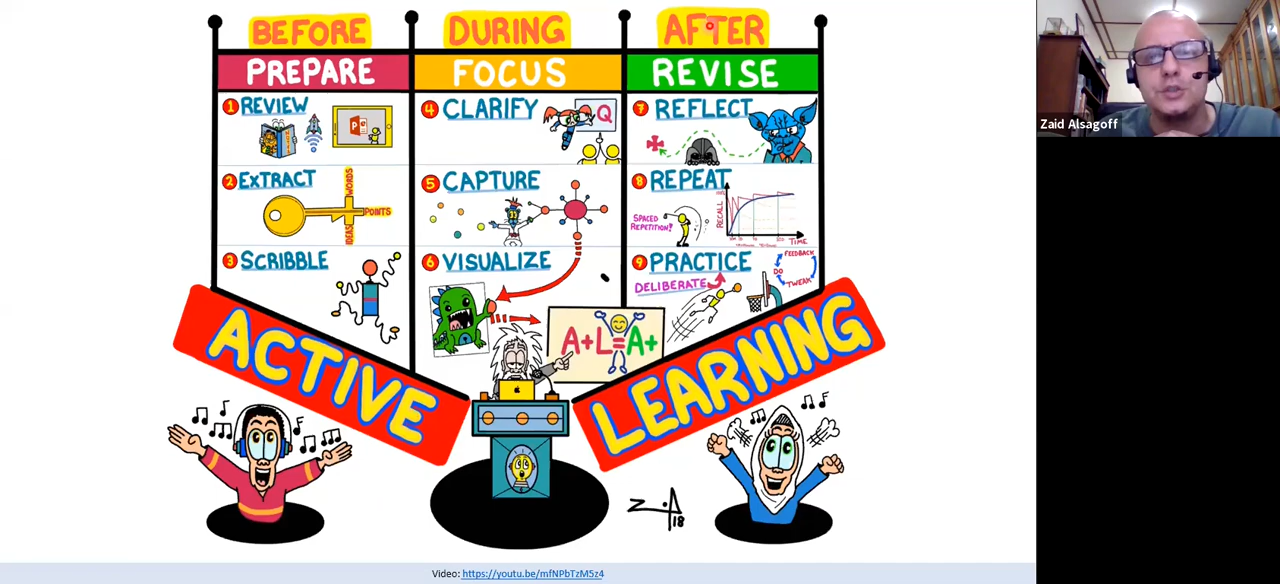 BEFORE
DURING
AFTER
PREPARE
FOCUS
REVISE
1 REVIEW
2 EXTRACT
WORDS
POINTS
IDEAS
3 SCRIBBLE
4 CLARIFY
Q
5 CAPTURE
6 VISUALIZE
A+L=A+
7 REFLECT
8 REPEAT
SPACED
REPETITION?
RECALL
TIME
9 PRACTICE
DELIBERATE
FEEDBACK
DO
TWEAK
ACTIVE
LEARNING
18
Zaid Alsagoff
Video: https://youtu.be/mfNPbTzM5z4